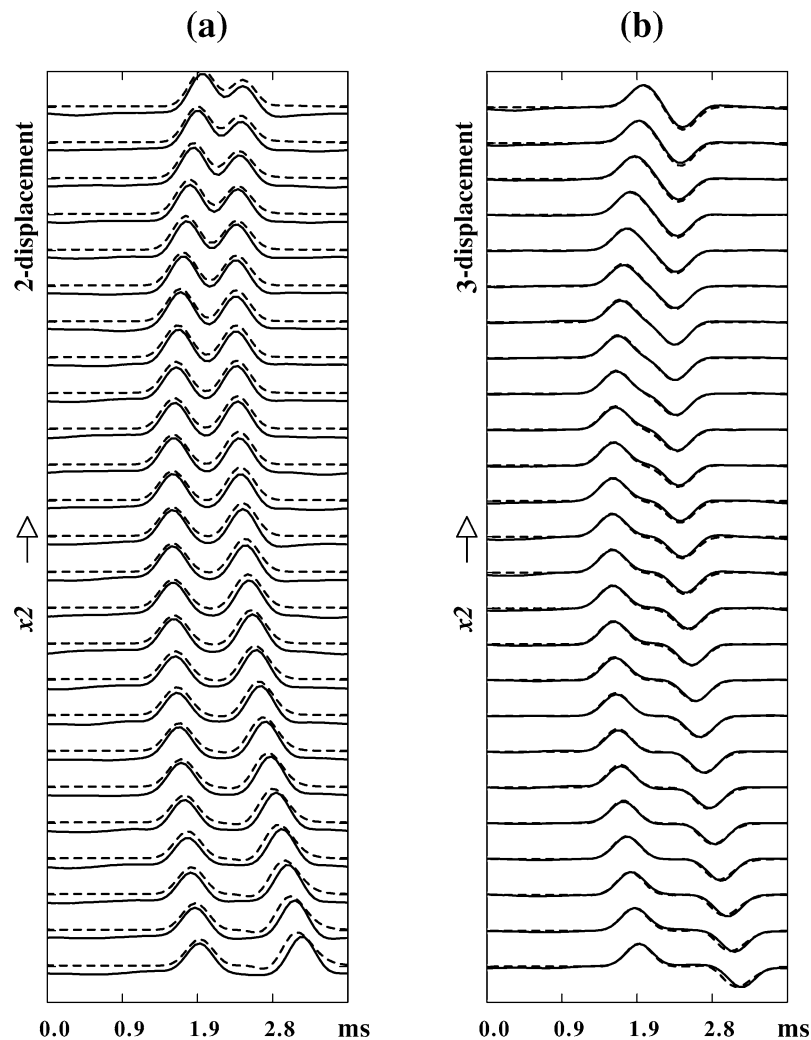 (a)
(b)
2-displacement
x2
3-displacement
x2
0.0 0.9 1.9 2.8 ms
0.0 0.9 1.9 2.8 ms